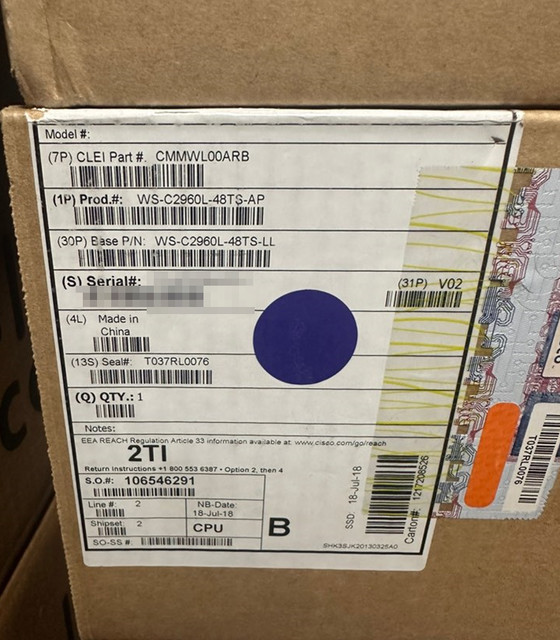 Model #:
(7P) CLEI Part #. CMMWL00ARB
(1P) Prod.#: WS-C2960L-48TS-AP
(30P) Base P/N: WS-C2960L-48TS-LL
(S) Serial#:
(31P) V02
(4L) Made in
China
(13S) Seal#: T037RL0076
(Q) QTY.: 1
Notes:
EEA REACH Regulation Article 33 information available at: www.cisco.com/go/reach
2TI
Return Instructions +1 800 553 6387 • Option 2, then 4
S.O.#: 106546291
Line #: 2
NB-Date:
18-Jul-18
Shipset: 2
CPU
SO-SS #:
B
SSD: 18-Jul-18
Carton#: 1217208526
SHK3SJK20130325A0
T037RL0076